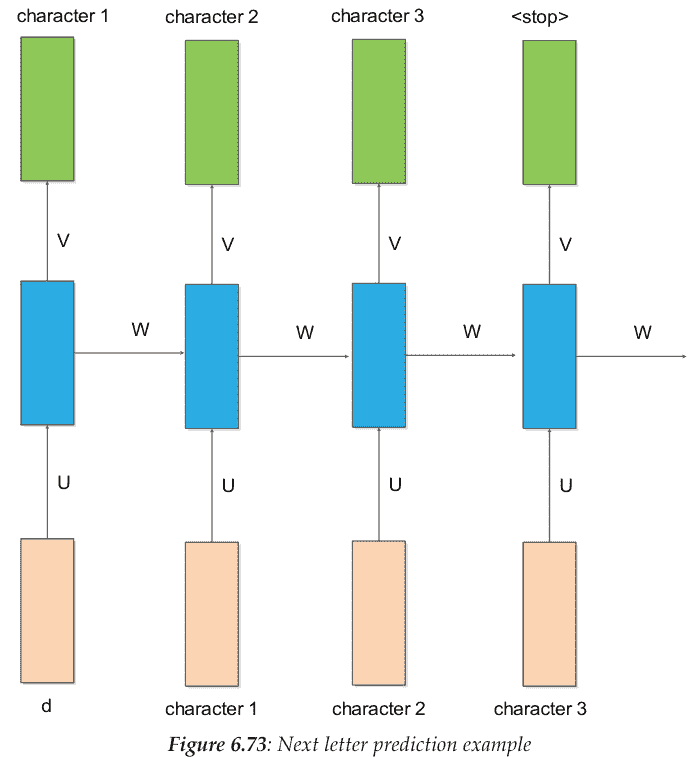 character 1 character 2 character 3 <stop>
V V V V
W W W W
U U U U
d character 1 character 2 character 3
Figure 6.73: Next letter prediction example